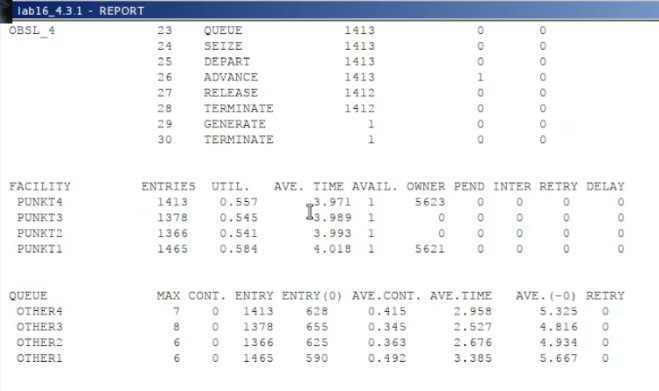 lab16_4.3.1 - REPORT
OBSL_4 23 QUEUE 1413 0 0
24 SEIZE 1413 0 0
25 DEPART 1413 0 0
26 ADVANCE 1413 1 0
27 RELEASE 1412 0 0
28 TERMINATE 1412 0 0
29 GENERATE 1 0 0
30 TERMINATE 1 0 0
FACILITY ENTRIES UTIL. AVE. TIME AVAIL. OWNER PEND INTER RETRY DELAY
PUNKT4 1413 0.557 3.971 1 5623 0 0 0 0
PUNKT3 1378 0.545 3.989 1 0 0 0 0 0
PUNKT2 1366 0.541 3.993 1 0 0 0 0 0
PUNKT1 1465 0.584 4.018 1 5621 0 0 0 0
QUEUE MAX CONT. ENTRY ENTRY(0) AVE.CONT. AVE.TIME AVE.(-0) RETRY
OTHER4 7 0 1413 628 0.415 2.958 5.325 0
OTHER3 8 0 1378 655 0.345 2.527 4.816 0
OTHER2 6 0 1366 625 0.363 2.676 4.934 0
OTHER1 6 0 1465 590 0.492 3.385 5.667 0